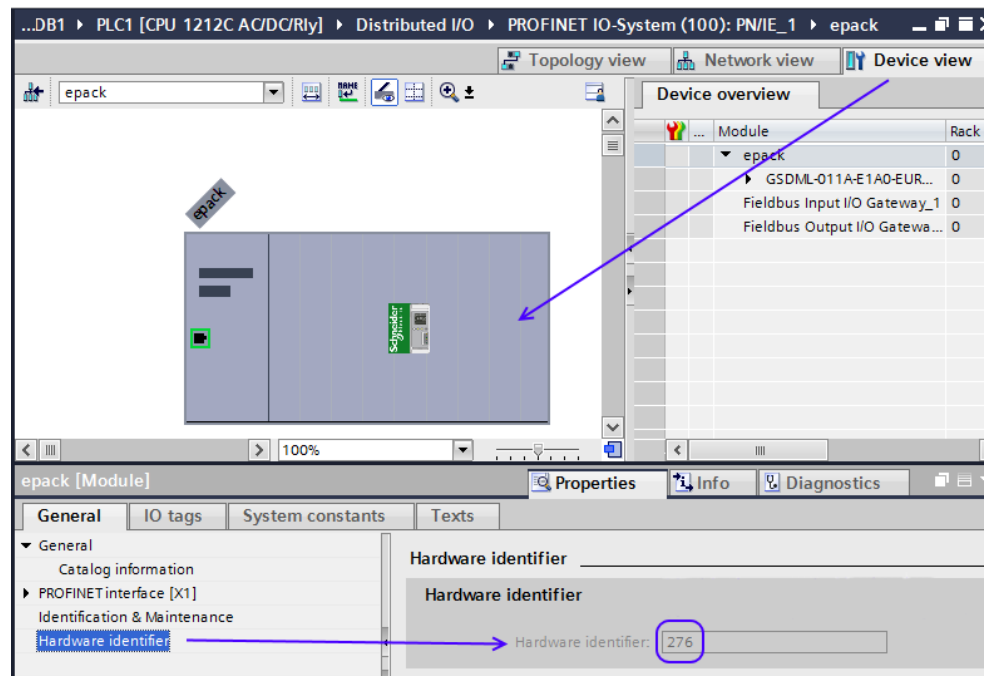 ...DB1 ▸ PLC1 [CPU 1212C AC/DC/Rly] ▸ Distributed I/O ▸ PROFINET IO-System (100): PN/IE_1 ▸ epack
Topology view Network view Device view
epack
NAME
Device overview
... Module Rack
epack 0
GSDML-011A-E1A0-EUR... 0
Fieldbus Input I/O Gateway_1 0
Fieldbus Output I/O Gatewa... 0
epack
Schneider
100%
epack [Module]
Properties Info Diagnostics
General IO tags System constants Texts
General
Catalog information
PROFINET interface [X1]
Identification & Maintenance
Hardware identifier
Hardware identifier
Hardware identifier
Hardware identifier: 276